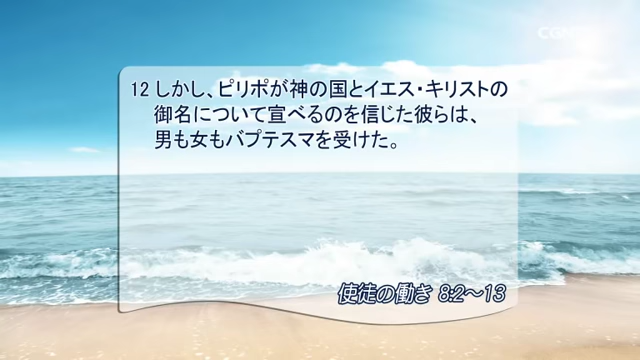 12 しかし、ピリポが神の国とイエス・キリストの
御名について宣べるのを信じた彼らは、
男も女もバプテスマを受けた。
使徒の働き 8:2～13